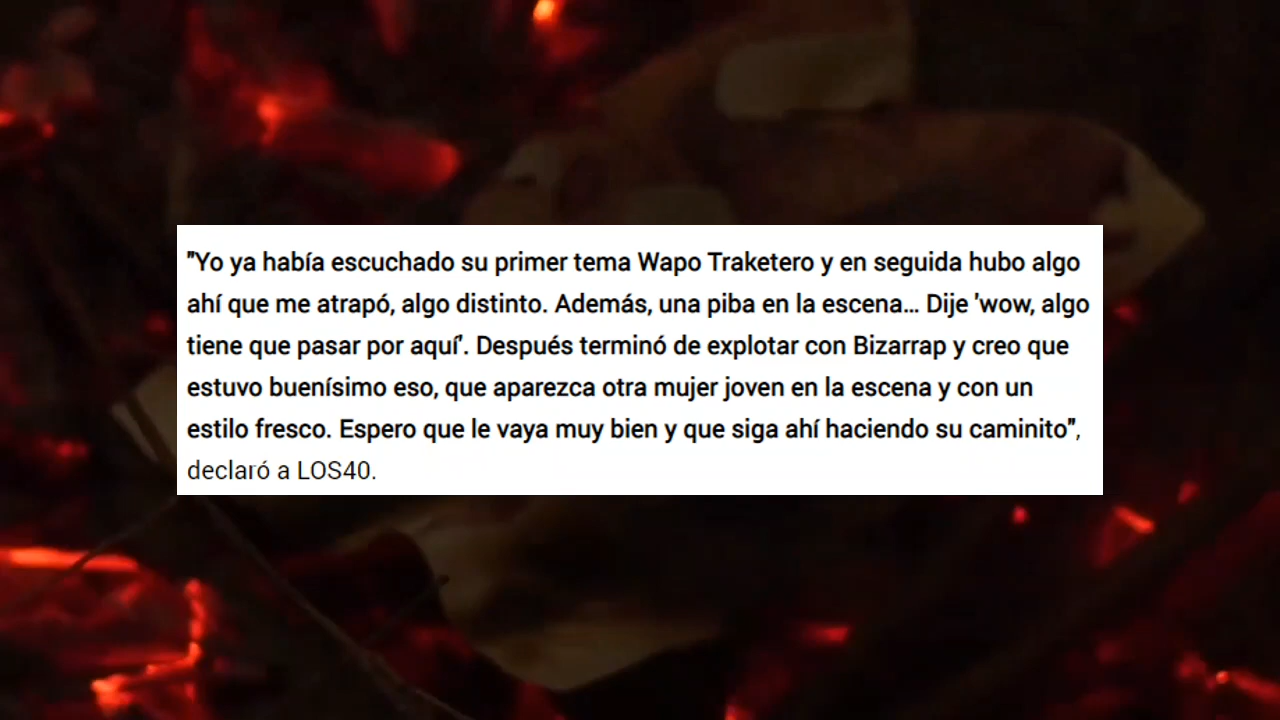 "Yo ya había escuchado su primer tema Wapo Traketero y en seguida hubo algo
ahí que me atrapó, algo distinto. Además, una piba en la escena... Dije 'wow, algo
tiene que pasar por aquí'. Después terminó de explotar con Bizarrap y creo que
estuvo buenísimo eso, que aparezca otra mujer joven en la escena y con un
estilo fresco. Espero que le vaya muy bien y que siga ahí haciendo su caminito",
declaró a LOS40.